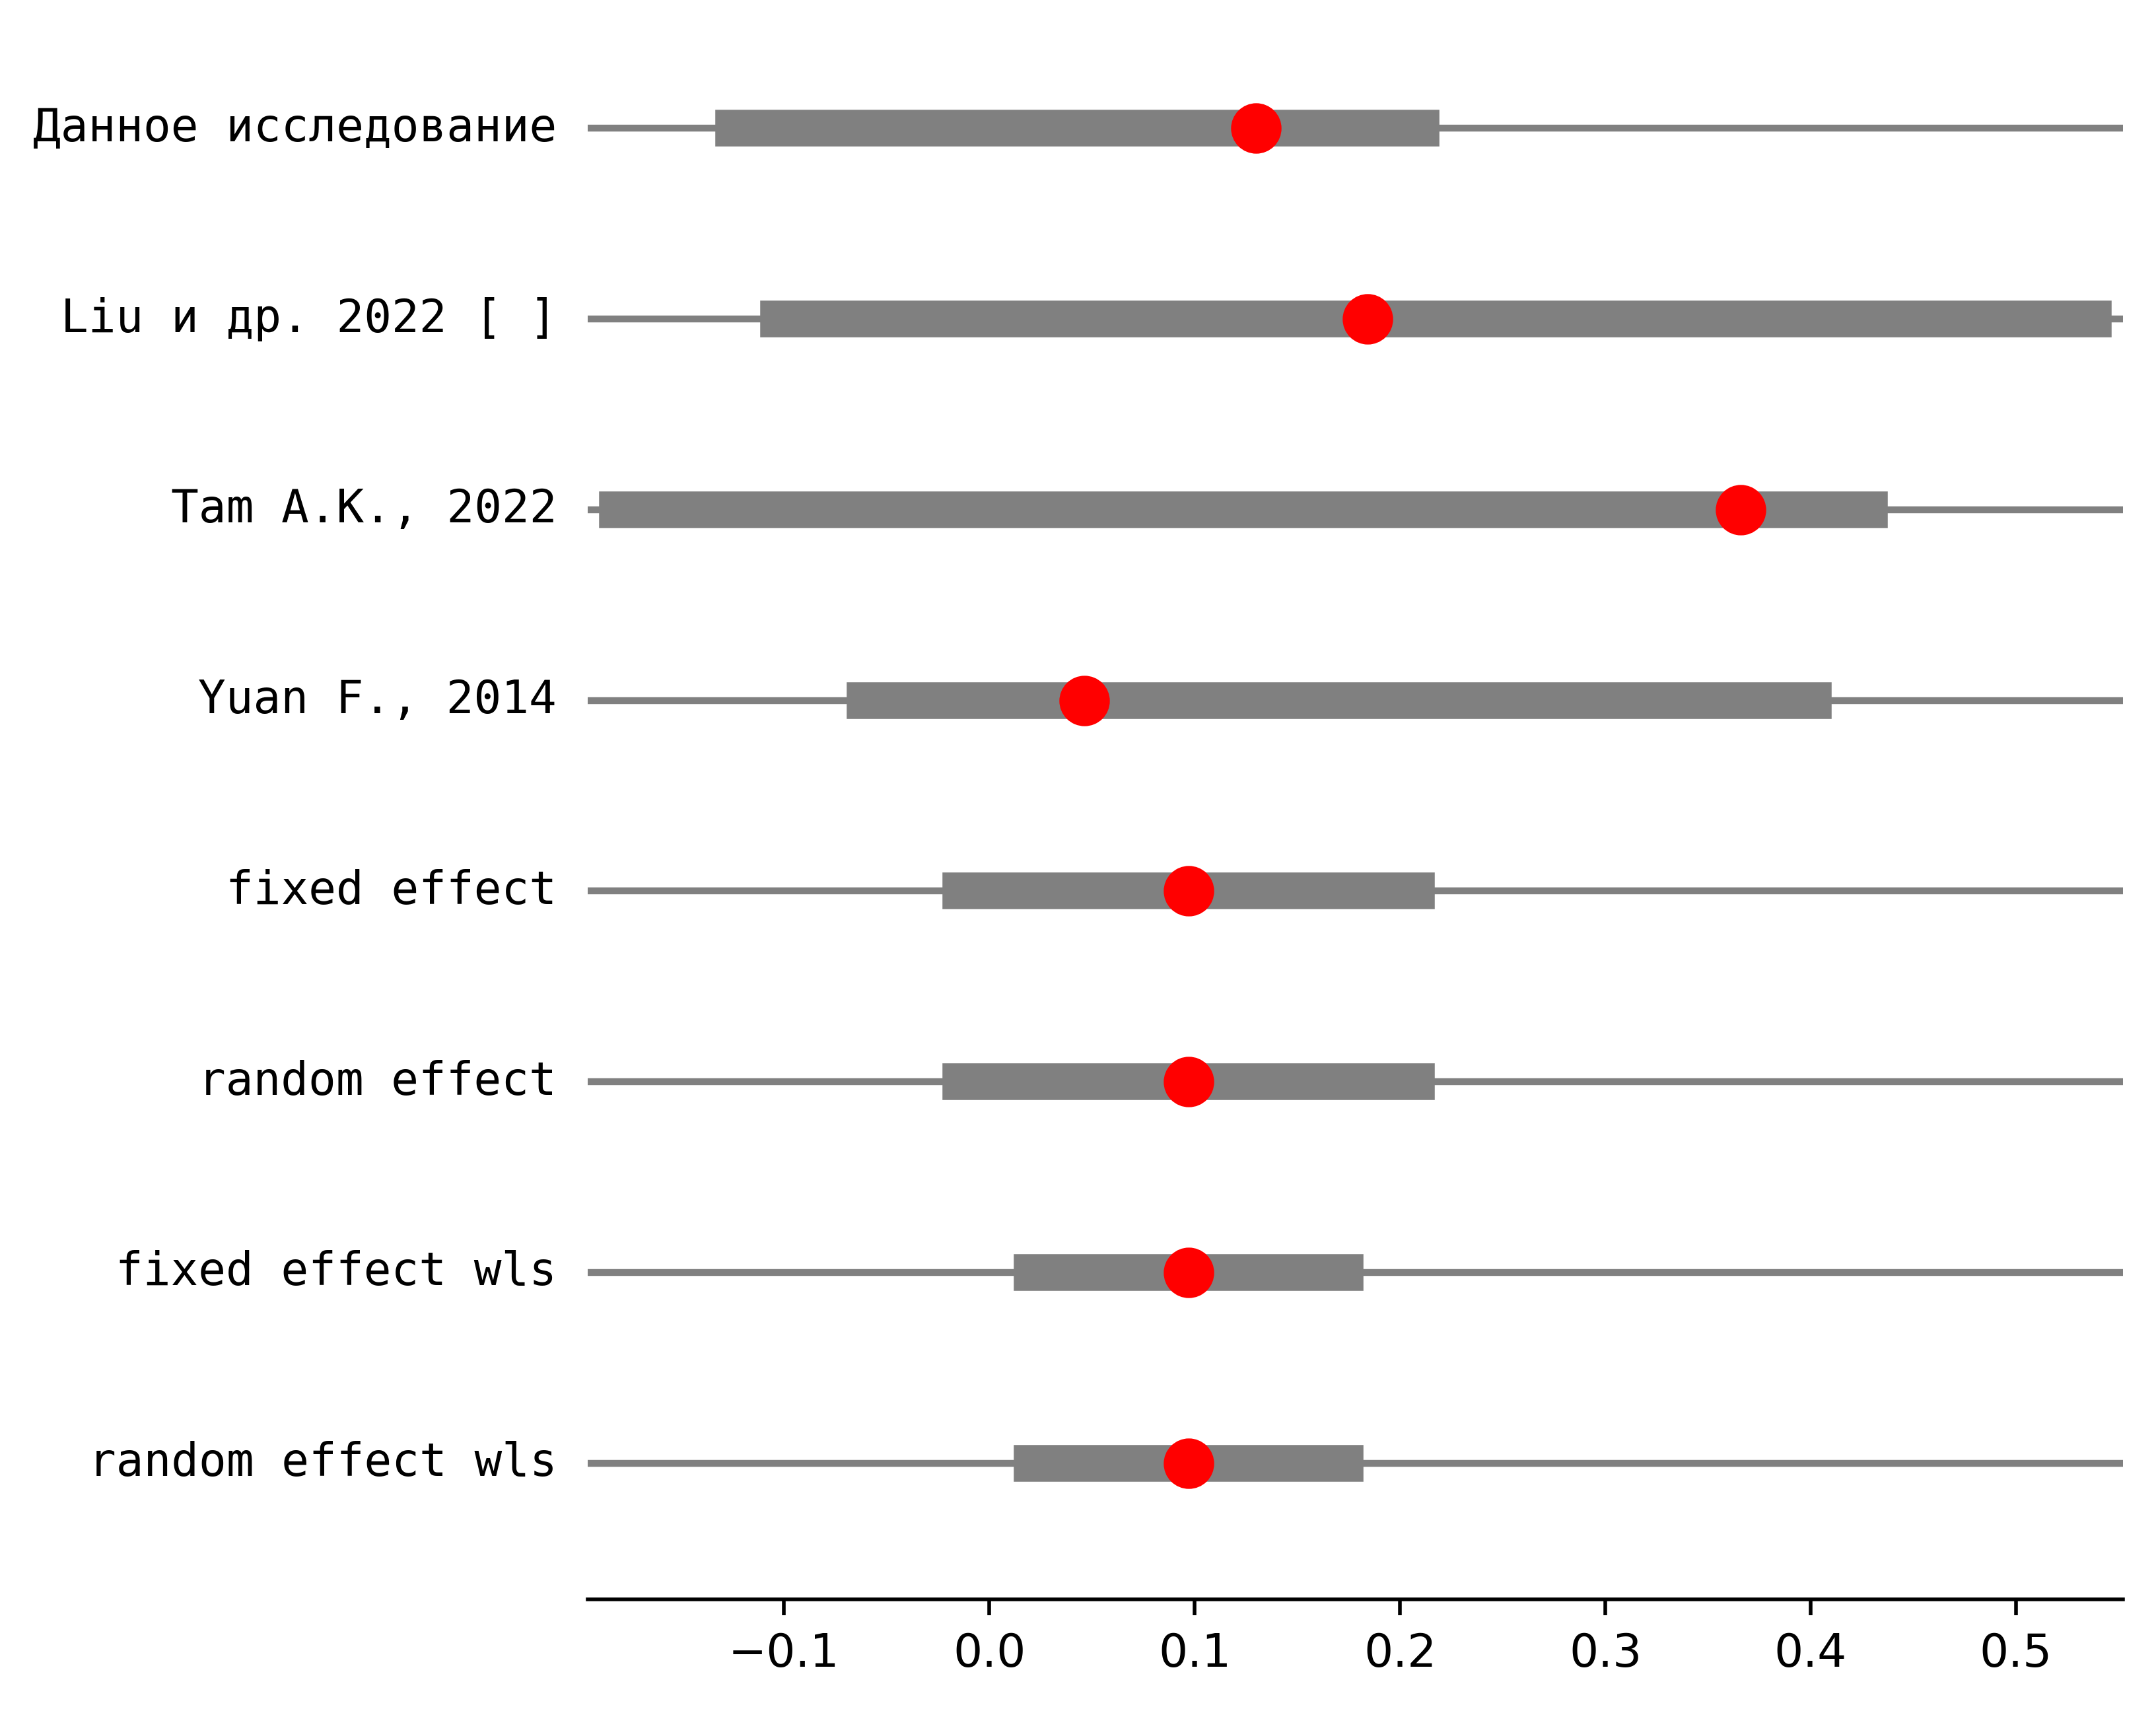 Данное исследование
Liu и др. 2022 [ ]
Tam A.K., 2022
Yuan F., 2014
fixed effect
random effect
fixed effect wls
random effect wls
−0.1 0.0 0.1 0.2 0.3 0.4 0.5